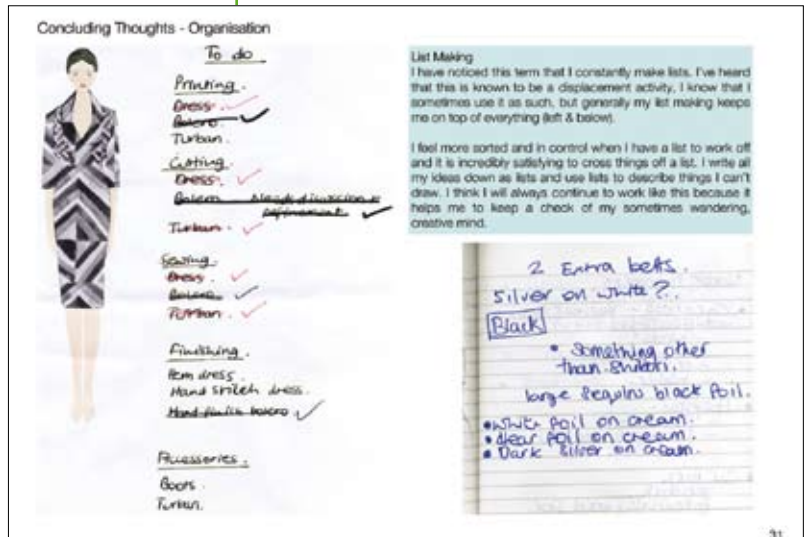 Concluding Thoughts - Organisation
To do
Printing.
Dress
Bolero
Turban.
Cutting.
Dress.
Bolero
Turban.
Sewing.
Dress.
Bolero.
Turban.
Finishing.
Hem dress.
Hand stitch dress.
Hand finish bolero
Accessories.
Boots.
Turban.
List Making
I have noticed this term that I constantly make lists. I've heard
that this is known to be a displacement activity, I know that I
sometimes use it as such, but generally my list making keeps
me on top of everything (left & below).
I feel more sorted and in control when I have a list to work off
and it is incredibly satisfying to cross things off a list. I write all
my ideas down as lists and use lists to describe things I can't
draw. I think I will always continue to work like this because it
helps me to keep a check of my sometimes wandering,
creative mind.
2 Extra belts.
Silver on white?.
Black
• Something other
than Shibori.
large Sequins black foil.
• White foil on cream.
• clear foil on cream.
• Dark silver on cream.